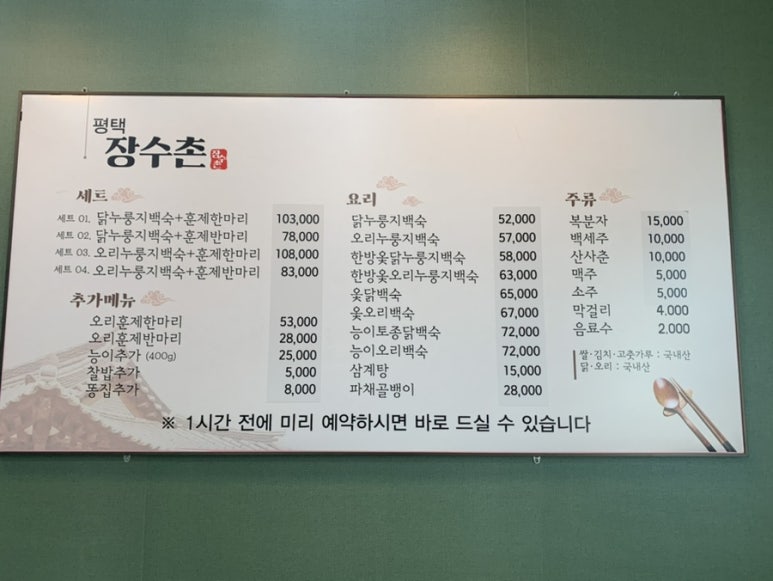 평택
장수촌
세트
세트 01. 닭누룽지백숙+훈제한마리 103,000
세트 02. 닭누룽지백숙+훈제반마리 78,000
세트 03. 오리누룽지백숙+훈제한마리 108,000
세트 04. 오리누룽지백숙+훈제반마리 83,000
추가메뉴
오리훈제한마리 53,000
오리훈제반마리 28,000
능이추가 (400g) 25,000
찰밥추가 5,000
똥집추가 8,000
요리
닭누룽지백숙 52,000
오리누룽지백숙 57,000
한방옻닭누룽지백숙 58,000
한방옻오리누룽지백숙 63,000
옻닭백숙 65,000
옻오리백숙 67,000
능이토종닭백숙 72,000
능이오리백숙 72,000
삼계탕 15,000
파채골뱅이 28,000
주류
복분자 15,000
백세주 10,000
산사춘 10,000
맥주 5,000
소주 5,000
막걸리 4.000
음료수 2.000
쌀·김치·고춧가루 : 국내산
닭·오리 : 국내산
※ 1시간 전에 미리 예약하시면 바로 드실 수 있습니다